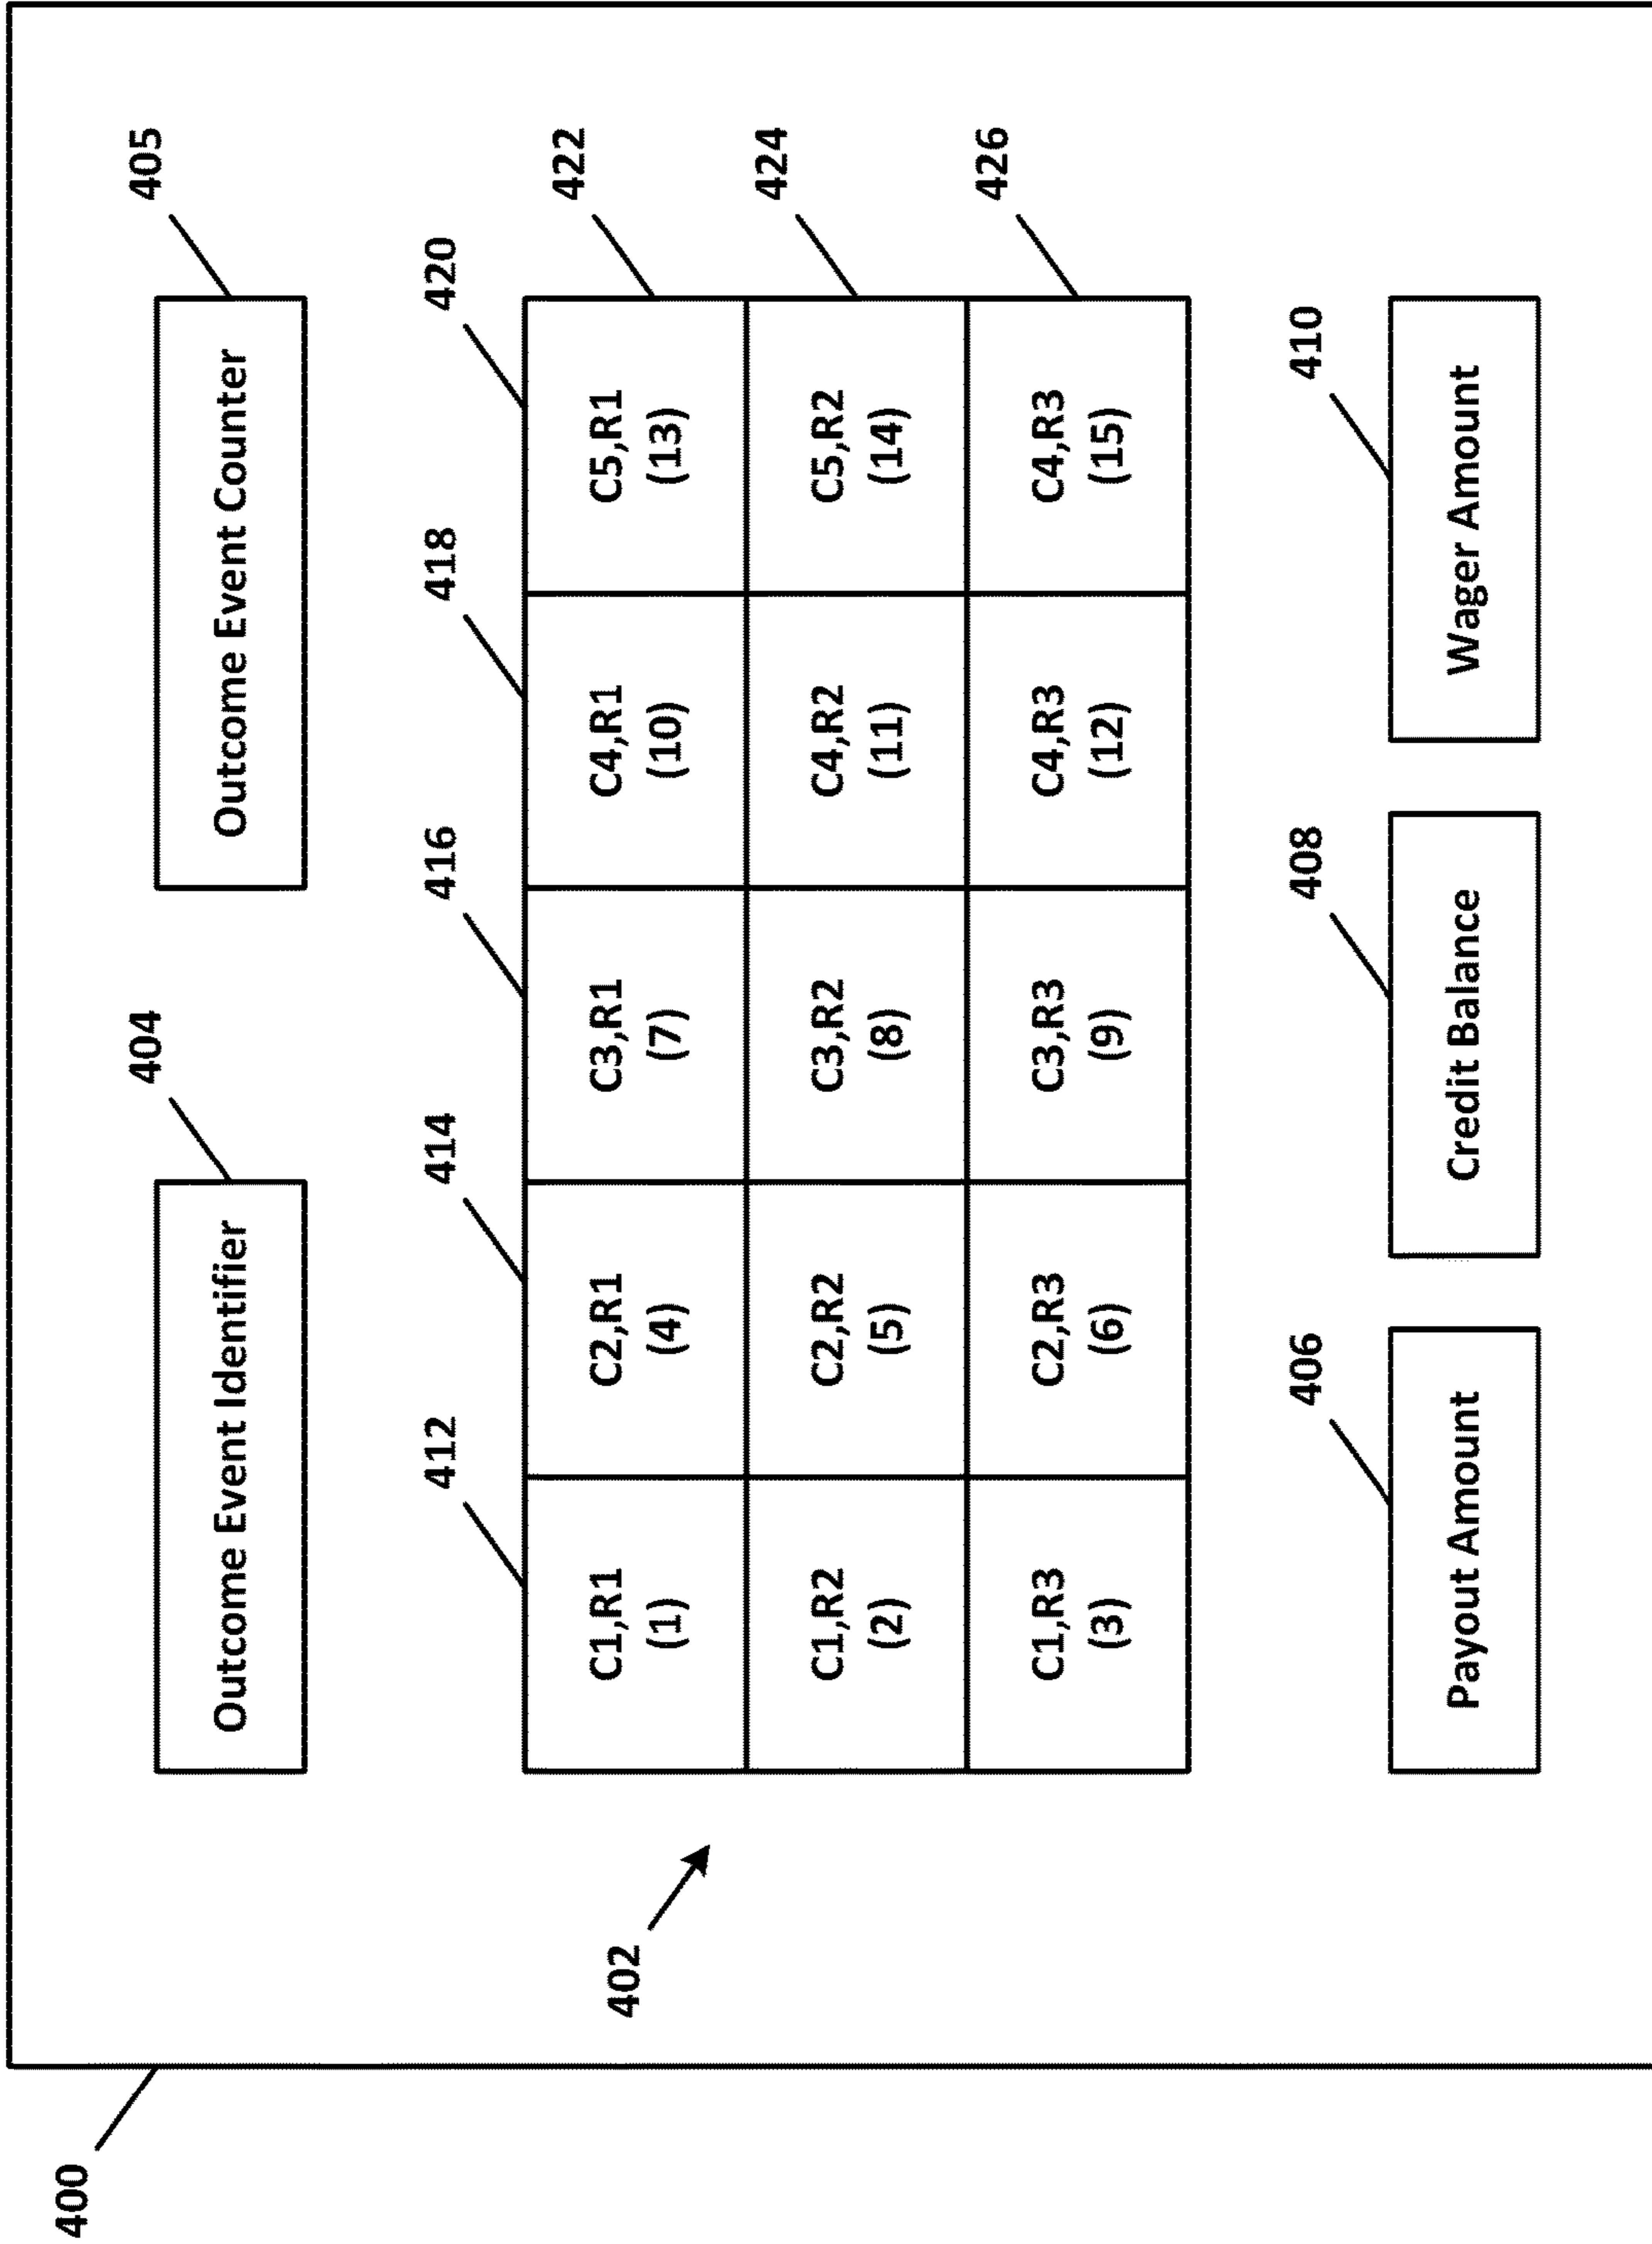 400
404
405
Outcome Event Identifier
Outcome Event Counter
402
412
414
416
418
420
C1,R1
(1)
C2,R1
(4)
C3,R1
(7)
C4,R1
(10)
C5,R1
(13)
422
C1,R2
(2)
C2,R2
(5)
C3,R2
(8)
C4,R2
(11)
C5,R2
(14)
424
C1,R3
(3)
C2,R3
(6)
C3,R3
(9)
C4,R3
(12)
C4,R3
(15)
426
406
408
410
Payout Amount
Credit Balance
Wager Amount